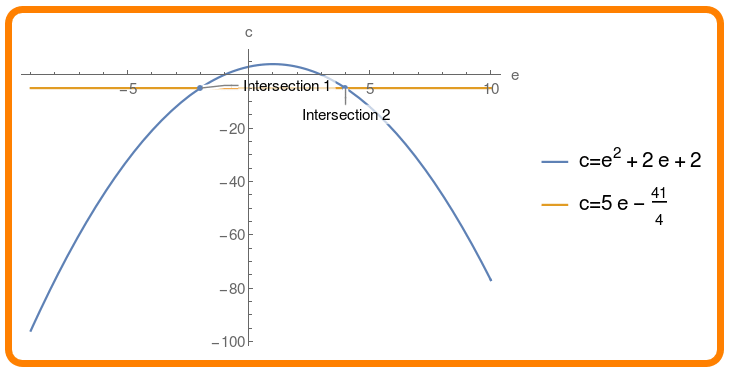 c
e
−5
5
10
Intersection 1
Intersection 2
−20
−40
−60
−80
−100
c=e² + 2 e + 2
c=5 e − 41/4